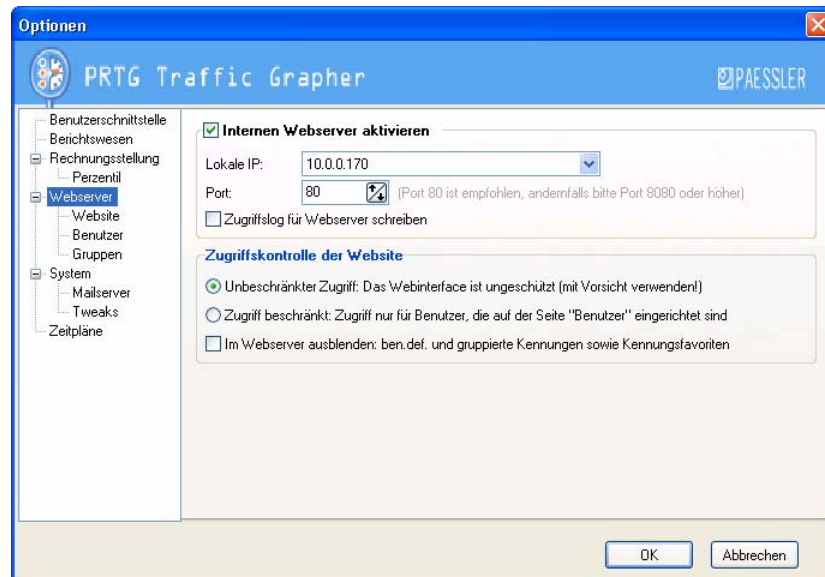 Optionen
PRTG Traffic Grapher
PAESSLER
Benutzerschnittstelle
Berichtswesen
Rechnungsstellung
Perzentil
Webserver
Website
Benutzer
Gruppen
System
Mailserver
Tweaks
Zeitpläne
Internen Webserver aktivieren
Lokale IP: 10.0.0.170
Port: 80 (Port 80 ist empfohlen, andernfalls bitte Port 8080 oder höher)
Zugriffslog für Webserver schreiben
Zugriffskontrolle der Website
Unbeschränkter Zugriff: Das Webinterface ist ungeschützt (mit Vorsicht verwenden!)
Zugriff beschränkt: Zugriff nur für Benutzer, die auf der Seite "Benutzer" eingerichtet sind
Im Webserver ausblenden: ben.def. und gruppierte Kennungen sowie Kennungsfavoriten
OK Abbrechen